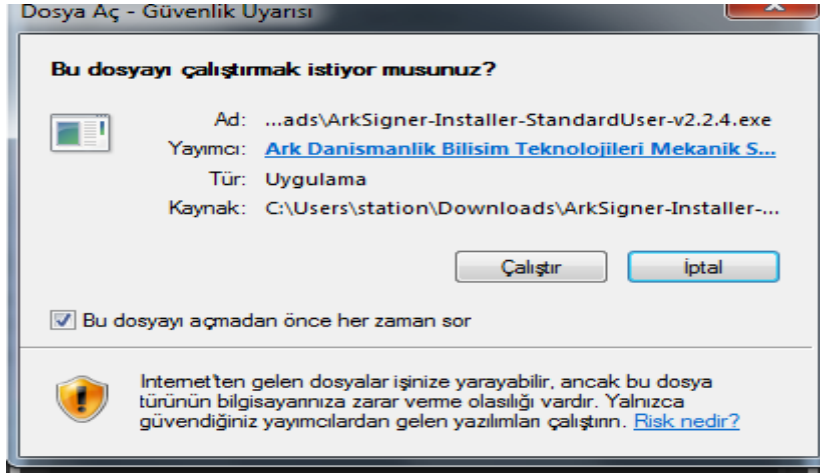 Dosya Aç - Güvenlik Uyarısı
Bu dosyayı çalıştırmak istiyor musunuz?
Ad: ...ads\ArkSigner-Installer-StandardUser-v2.2.4.exe
Yayımcı: Ark Danismanlik Bilisim Teknolojileri Mekanik S...
Tür: Uygulama
Kaynak: C:\Users\station\Downloads\ArkSigner-Installer-...
Çalıştır İptal
Bu dosyayı açmadan önce her zaman sor
Internet'ten gelen dosyalar işinize yarayabilir, ancak bu dosya
türünün bilgisayarınıza zarar verme olasılığı vardır. Yalnızca
güvendiğiniz yayımcılardan gelen yazılımları çalıştırın. Risk nedir?